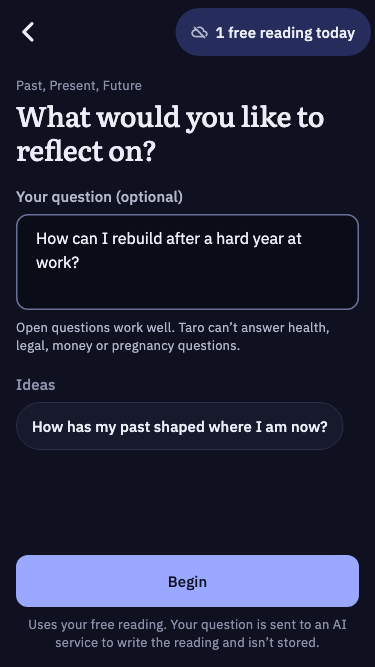 1 free reading today
Past, Present, Future
What would you like to
reflect on?
Your question (optional)
How can I rebuild after a hard year at
work?
Open questions work well. Taro can’t answer health,
legal, money or pregnancy questions.
Ideas
How has my past shaped where I am now?
Begin
Uses your free reading. Your question is sent to an AI
service to write the reading and isn’t stored.